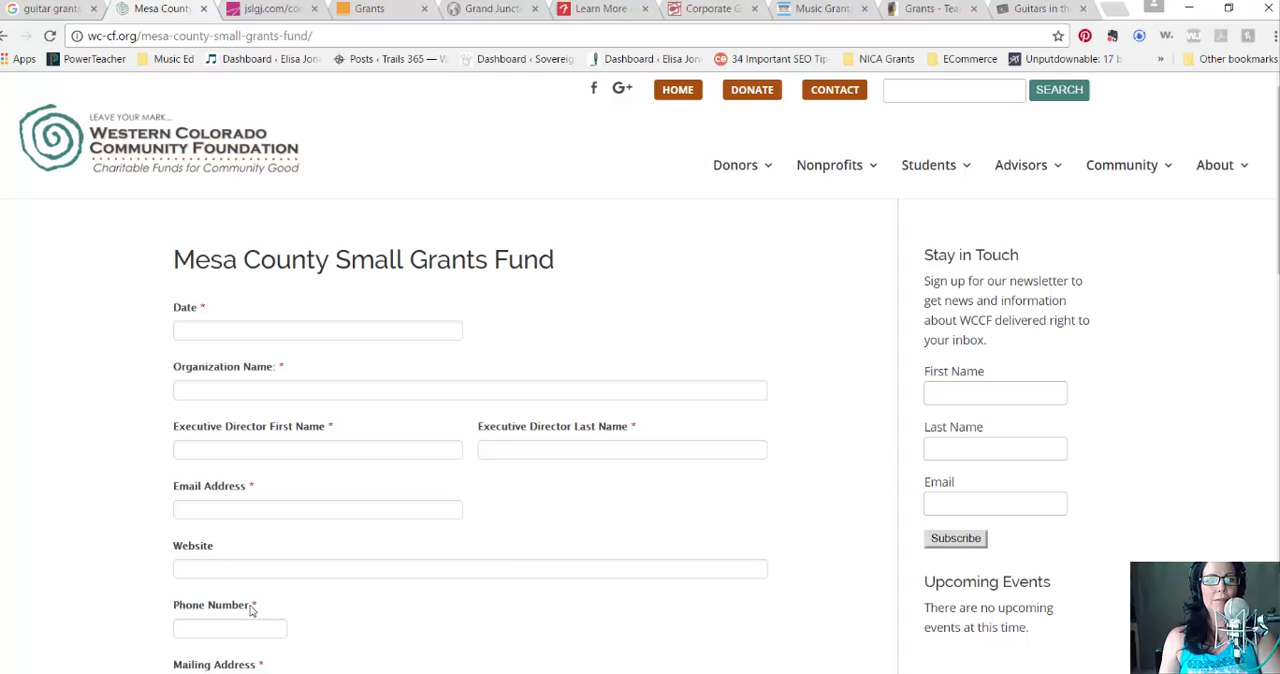 guitar grants
Mesa County
jslgj.com/co
Grants
Grand Junct
Learn More
Corporate G
Music Grant
Grants - Tea
Guitars in th
wc-cf.org/mesa-county-small-grants-fund/
Apps
PowerTeacher
Music Ed
Dashboard ‹ Elisa Jon
Posts ‹ Trails 365 — W
Dashboard ‹ Sovereig
Dashboard ‹ Elisa Jone
34 Important SEO Tip
NICA Grants
ECommerce
Unputdownable: 17 b
»
Other bookmarks
f G+ HOME DONATE CONTACT SEARCH
LEAVE YOUR MARK...
WESTERN COLORADO
COMMUNITY FOUNDATION
Charitable Funds for Community Good
Donors Nonprofits Students Advisors Community About
Mesa County Small Grants Fund
Date *
Organization Name: *
Executive Director First Name * Executive Director Last Name *
Email Address *
Website
Phone Number *
Mailing Address *
Stay in Touch
Sign up for our newsletter to
get news and information
about WCCF delivered right to
your inbox.
First Name
Last Name
Email
Subscribe
Upcoming Events
There are no upcoming
events at this time.